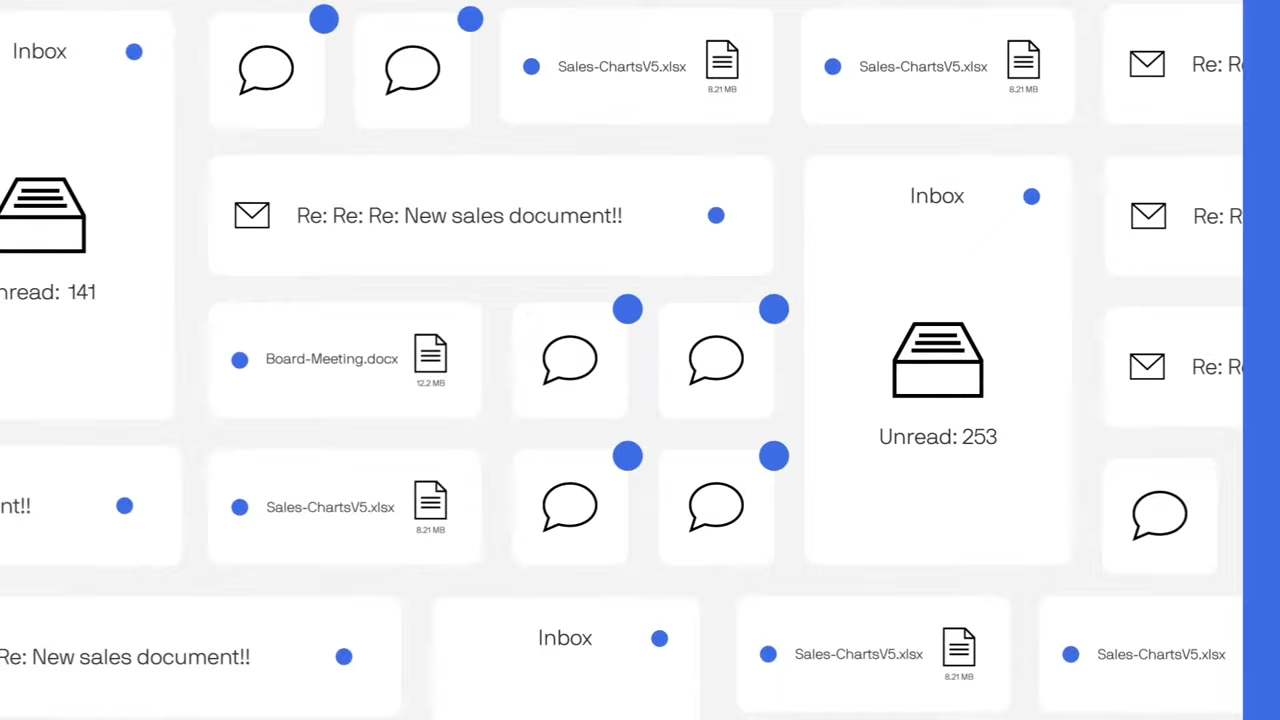 Inbox
Sales-ChartsV5.xlsx
8.21 MB
Sales-ChartsV5.xlsx
8.21 MB
Re:
Re: Re: Re: New sales document!!
Inbox
Re:
141
Board-Meeting.docx
12.2 MB
Re:
Unread: 253
Sales-ChartsV5.xlsx
8.21 MB
Re: New sales document!!
Inbox
Sales-ChartsV5.xlsx
8.21 MB
Sales-ChartsV5.xlsx